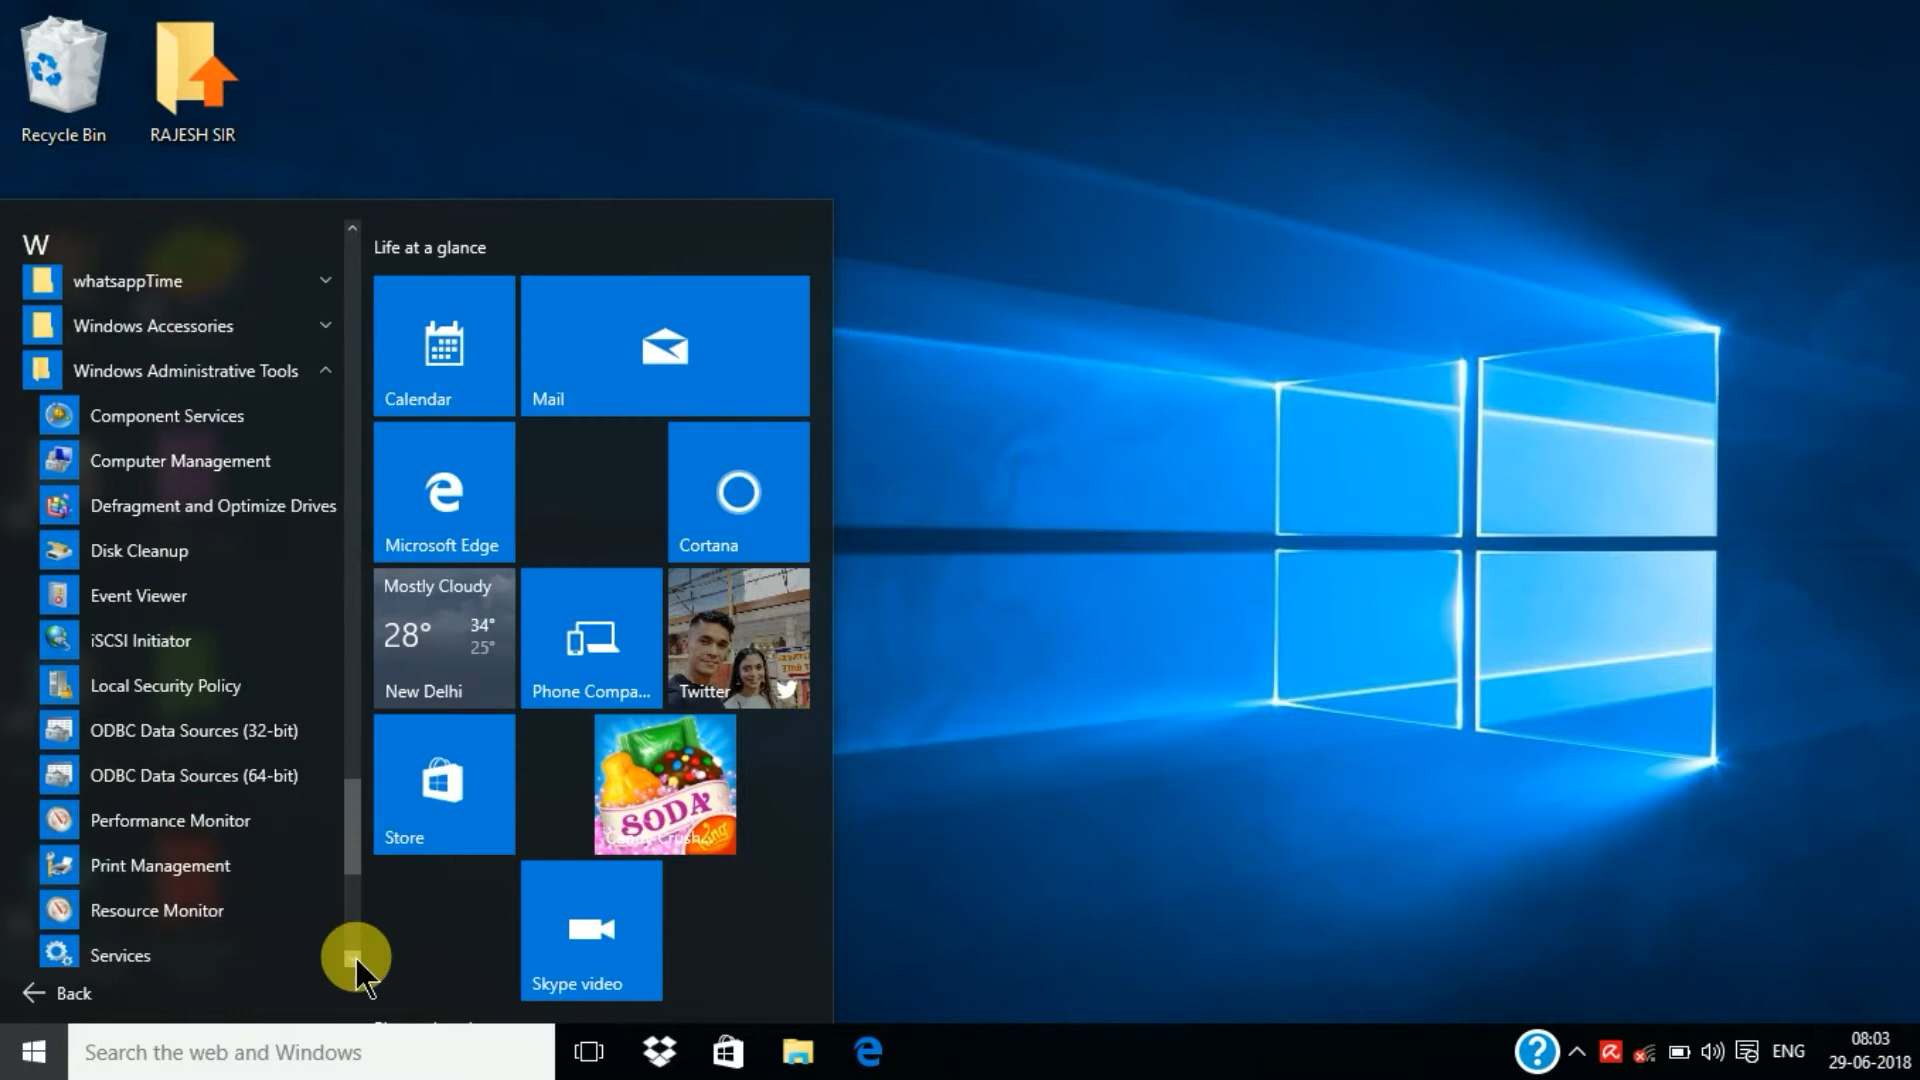 Recycle Bin
RAJESH SIR
W
whatsappTime
Windows Accessories
Windows Administrative Tools
Component Services
Computer Management
Defragment and Optimize Drives
Disk Cleanup
Event Viewer
iSCSI Initiator
Local Security Policy
ODBC Data Sources (32-bit)
ODBC Data Sources (64-bit)
Performance Monitor
Print Management
Resource Monitor
Services
Back
Life at a glance
Calendar
Mail
Microsoft Edge
Cortana
Mostly Cloudy
28°
34°
25°
New Delhi
Phone Compa...
Twitter
Store
SODA
King
Candy Crush...
Skype video
Search the web and Windows
ENG
08:03
29-06-2018